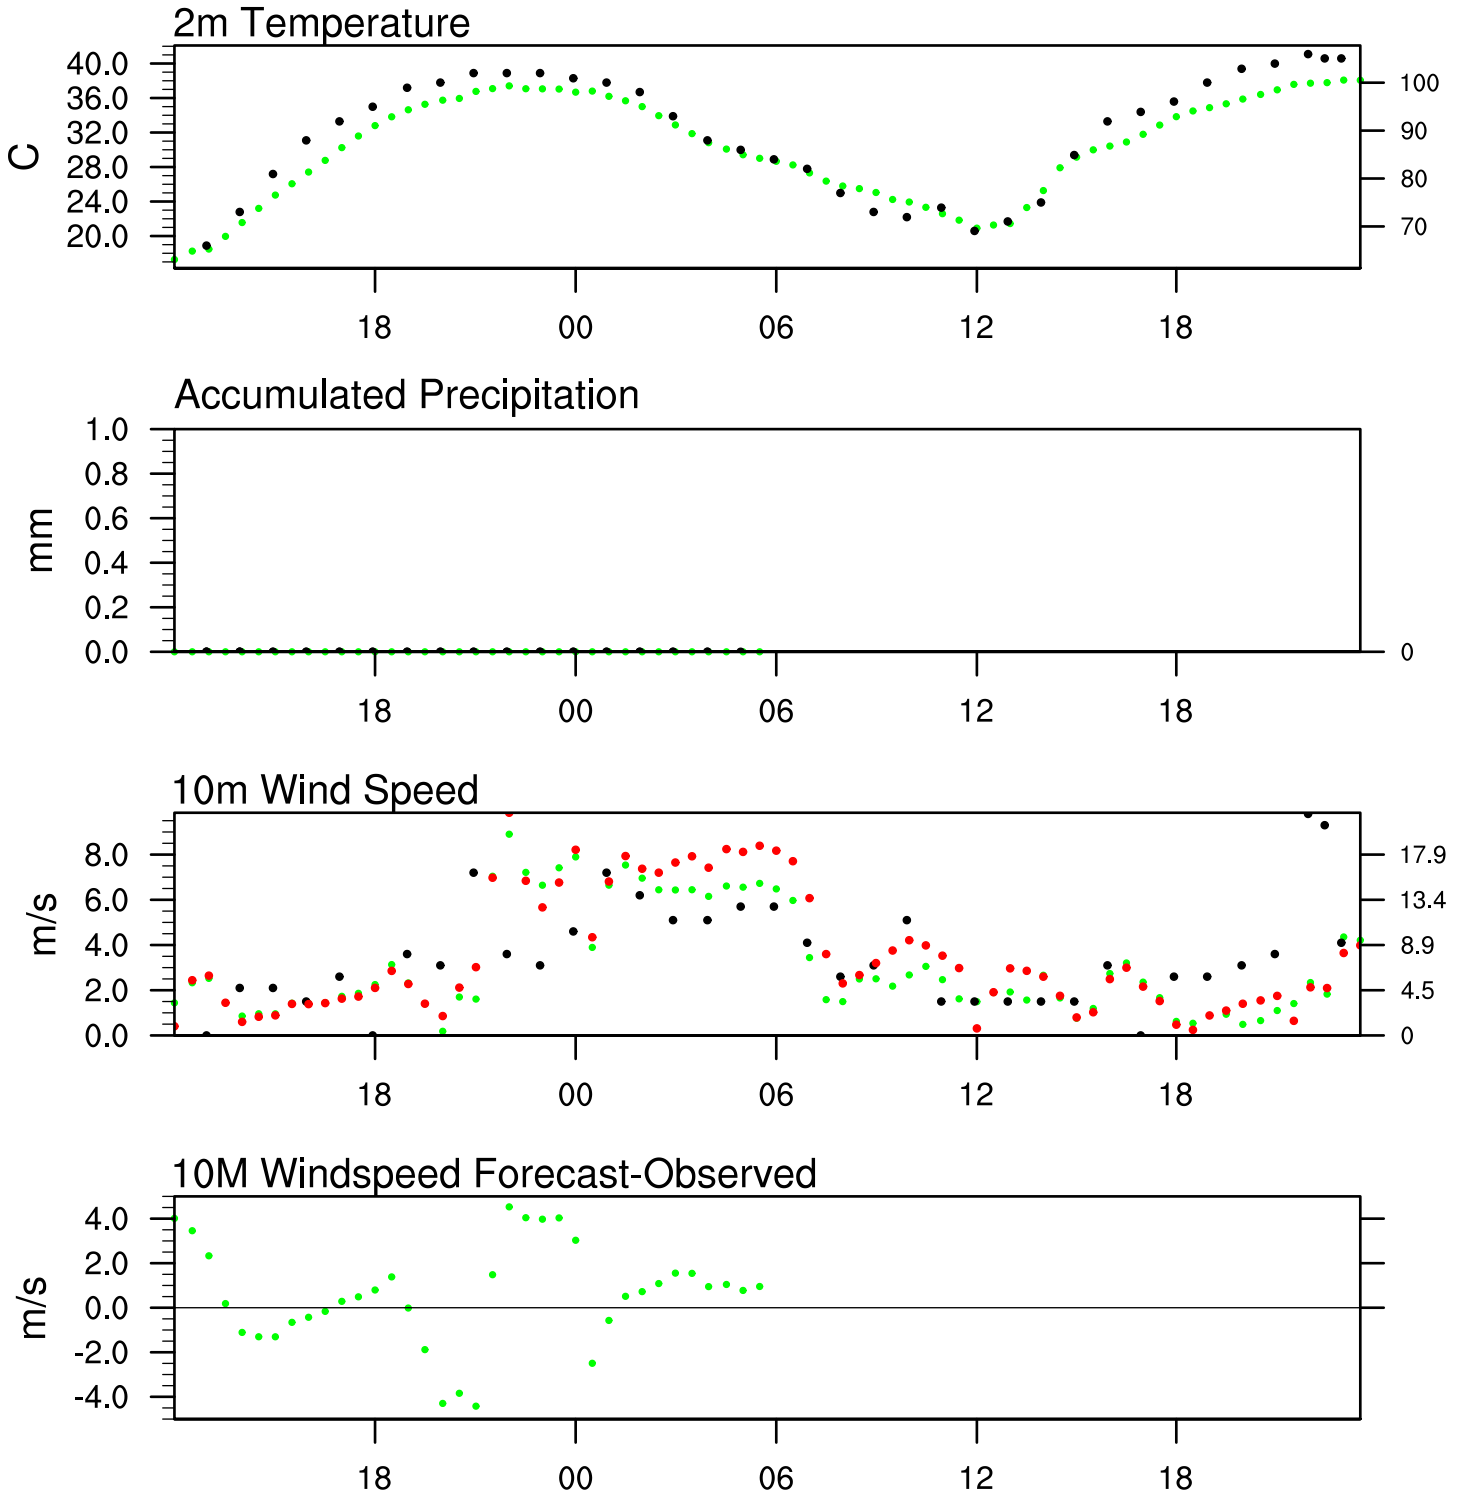 2m Temperature
40.0
36.0
32.0
28.0
24.0
20.0
C
100
90
80
70
18 00 06 12 18
Accumulated Precipitation
1.0
0.8
0.6
0.4
0.2
0.0
mm
0
18 00 06 12 18
10m Wind Speed
8.0
6.0
4.0
2.0
0.0
m/s
17.9
13.4
8.9
4.5
0
18 00 06 12 18
10M Windspeed Forecast-Observed
4.0
2.0
0.0
-2.0
-4.0
m/s
18 00 06 12 18